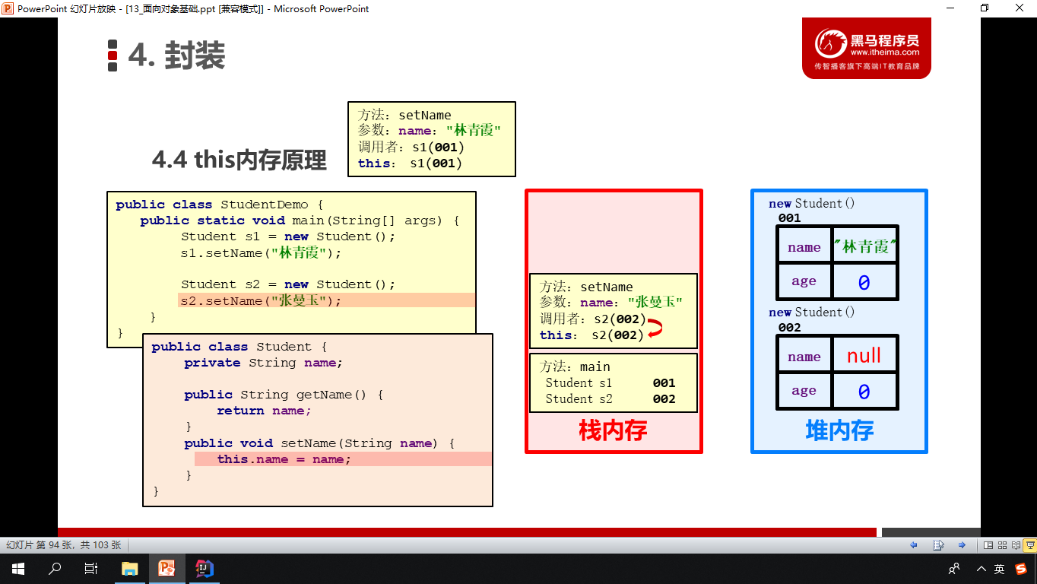 PowerPoint 幻灯片放映 - [13_面向对象基础.ppt [兼容模式]] - Microsoft PowerPoint
4. 封装
黑马程序员
www.itheima.com
传智播客旗下高端IT教育品牌
方法: setName
参数: name: "林青霞"
调用者: s1(001)
this: s1(001)
4.4 this内存原理
public class StudentDemo {
public static void main(String[] args) {
Student s1 = new Student();
s1.setName("林青霞");
Student s2 = new Student();
s2.setName("张曼玉");
}
}
public class Student {
private String name;
public String getName() {
return name;
}
public void setName(String name) {
this.name = name;
}
}
方法: setName
参数: name: "张曼玉"
调用者: s2(002)
this: s2(002)
方法: main
Student s1 001
Student s2 002
栈内存
new Student()
001
name "林青霞"
age 0
new Student()
002
name null
age 0
堆内存
幻灯片 第 94 张, 共 103 张
英